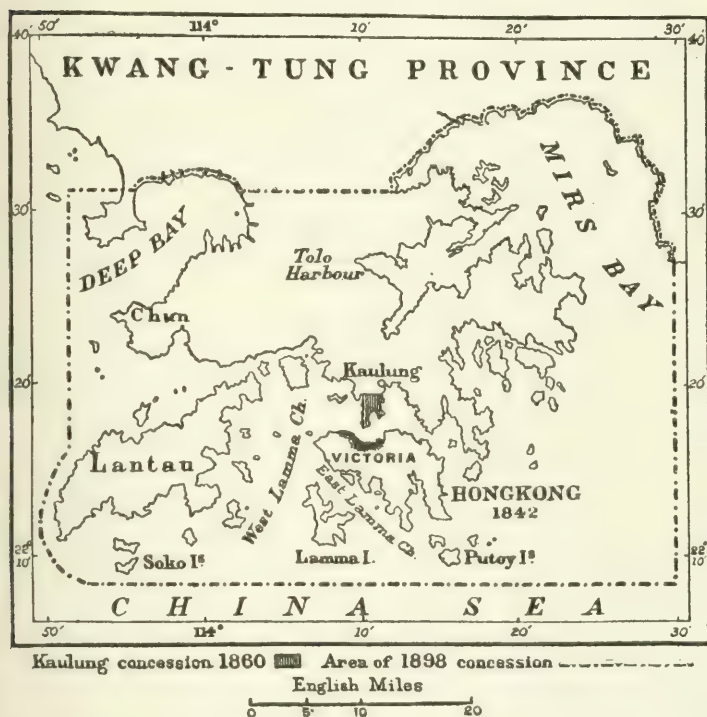 50′ 114° 10′ 20′ 30′
40′ 40′
KWANG-TUNG PROVINCE
MIRS BAY
30′ 30′
DEEP BAY
Tolo
Harbour
Chun
20′ 20′
Kaulung
West Lamma Ch.
VICTORIA
Lantau
East Lamma Ch.
HONGKONG
1842
22° 10′ 22° 10′
Soko Is. Lamma I. Putoy Is.
CHINA SEA
50′ 114° 10′ 20′ 30′
Kaulung concession 1860 Area of 1898 concession
English Miles
0 5 10 20